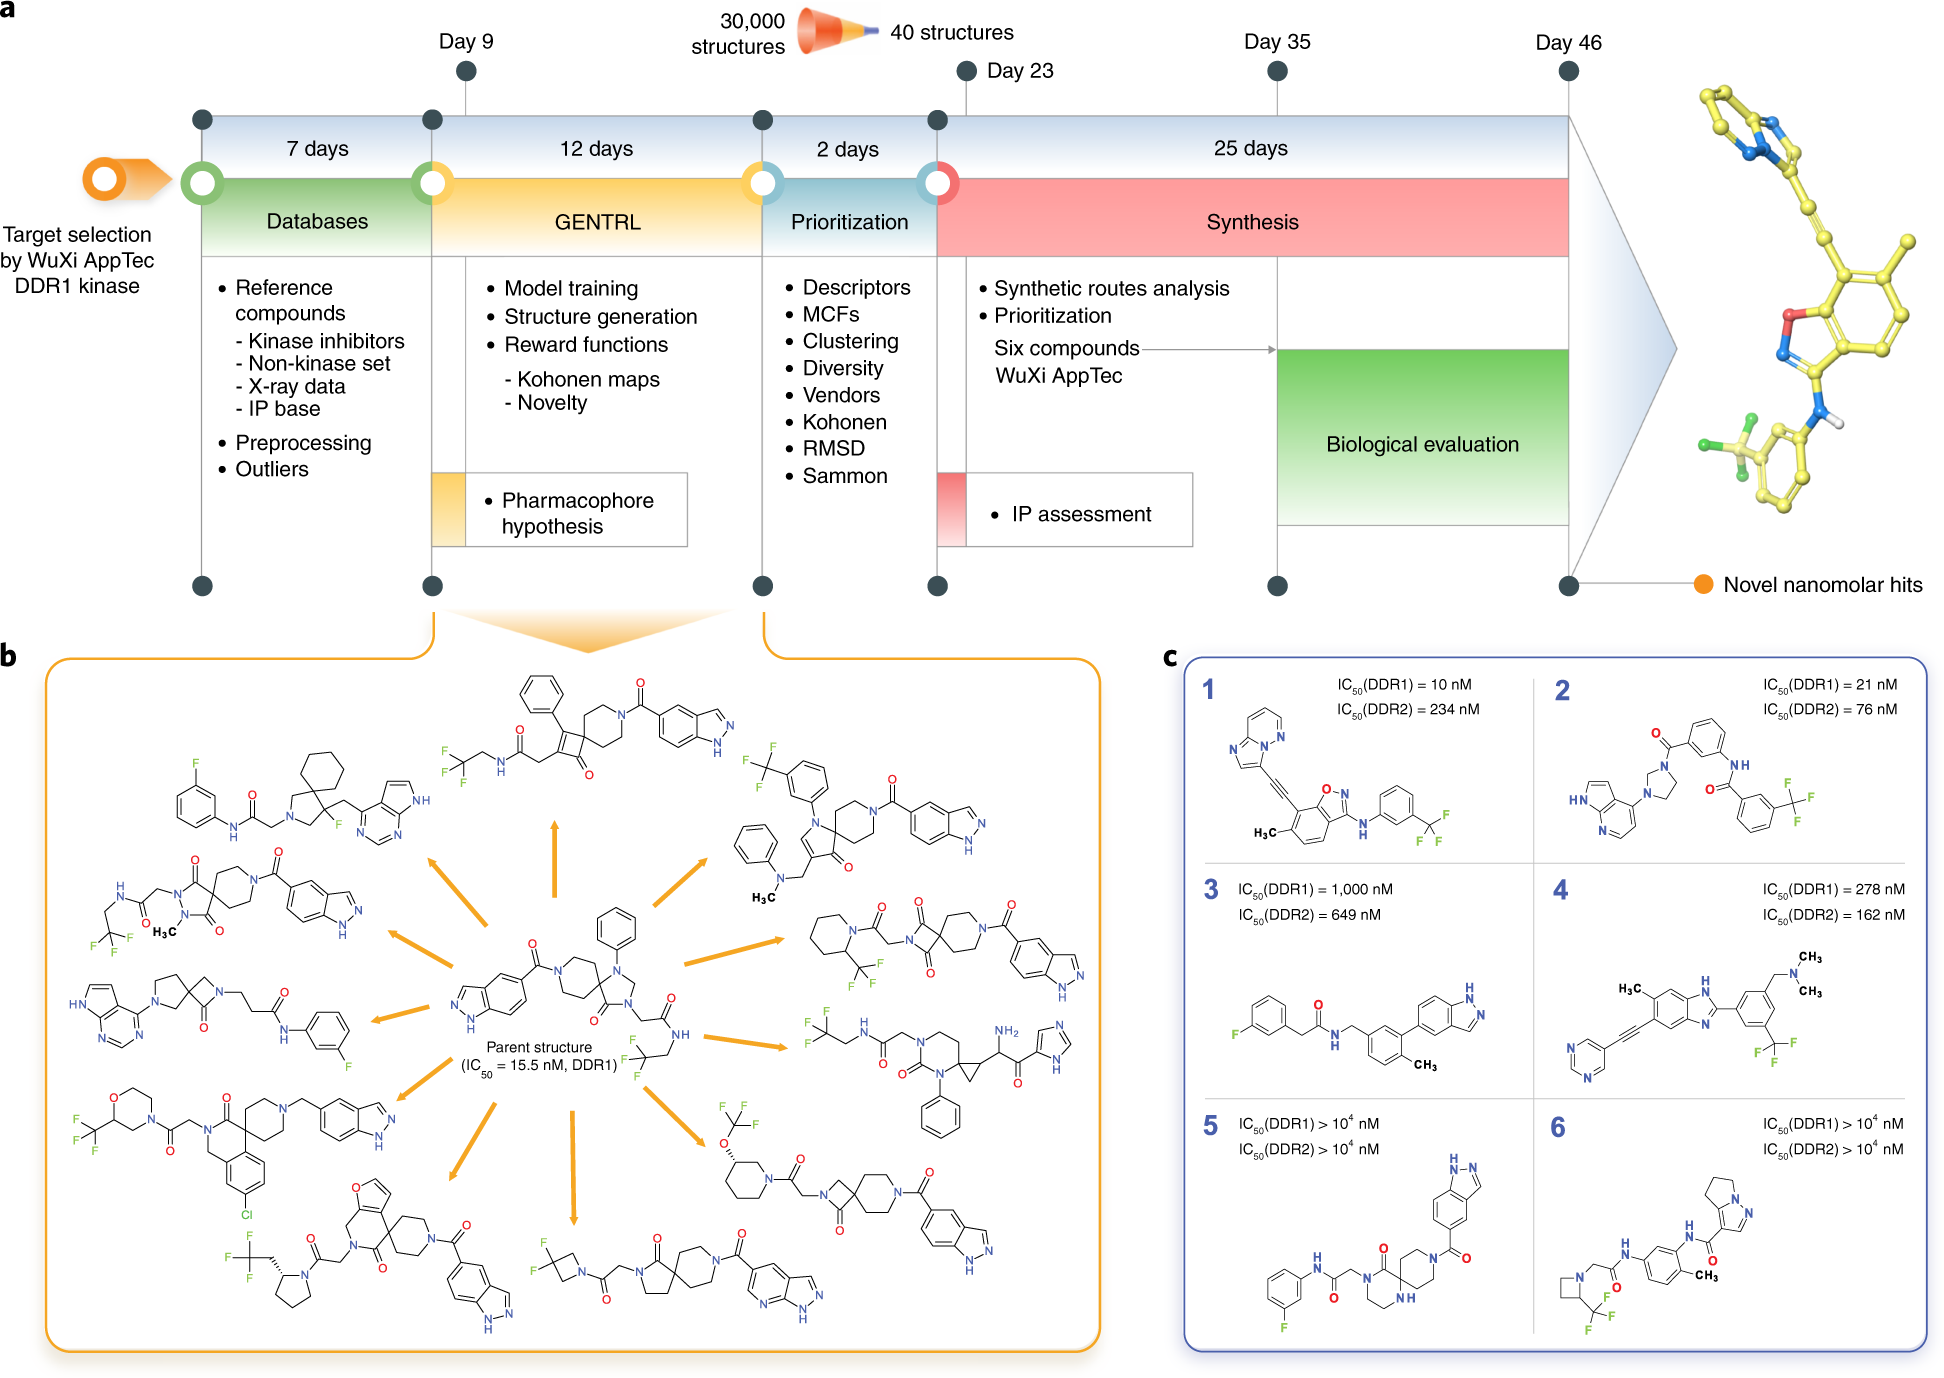 a
30,000
structures
40 structures
Day 9
Day 23
Day 35
Day 46
7 days
12 days
2 days
25 days
Target selection
by WuXi AppTec
DDR1 kinase
Databases
GENTRL
Prioritization
Synthesis
• Reference
compounds
- Kinase inhibitors
- Non-kinase set
- X-ray data
- IP base
• Preprocessing
• Outliers
• Model training
• Structure generation
• Reward functions
- Kohonen maps
- Novelty
• Pharmacophore
hypothesis
• Descriptors
• MCFs
• Clustering
• Diversity
• Vendors
• Kohonen
• RMSD
• Sammon
• Synthetic routes analysis
• Prioritization
Six compounds
WuXi AppTec
• IP assessment
Biological evaluation
Novel nanomolar hits
b
Parent structure
(IC50 = 15.5 nM, DDR1)
c
1
IC50(DDR1) = 10 nM
IC50(DDR2) = 234 nM
2
IC50(DDR1) = 21 nM
IC50(DDR2) = 76 nM
3
IC50(DDR1) = 1,000 nM
IC50(DDR2) = 649 nM
4
IC50(DDR1) = 278 nM
IC50(DDR2) = 162 nM
5
IC50(DDR1) > 10⁴ nM
IC50(DDR2) > 10⁴ nM
6
IC50(DDR1) > 10⁴ nM
IC50(DDR2) > 10⁴ nM